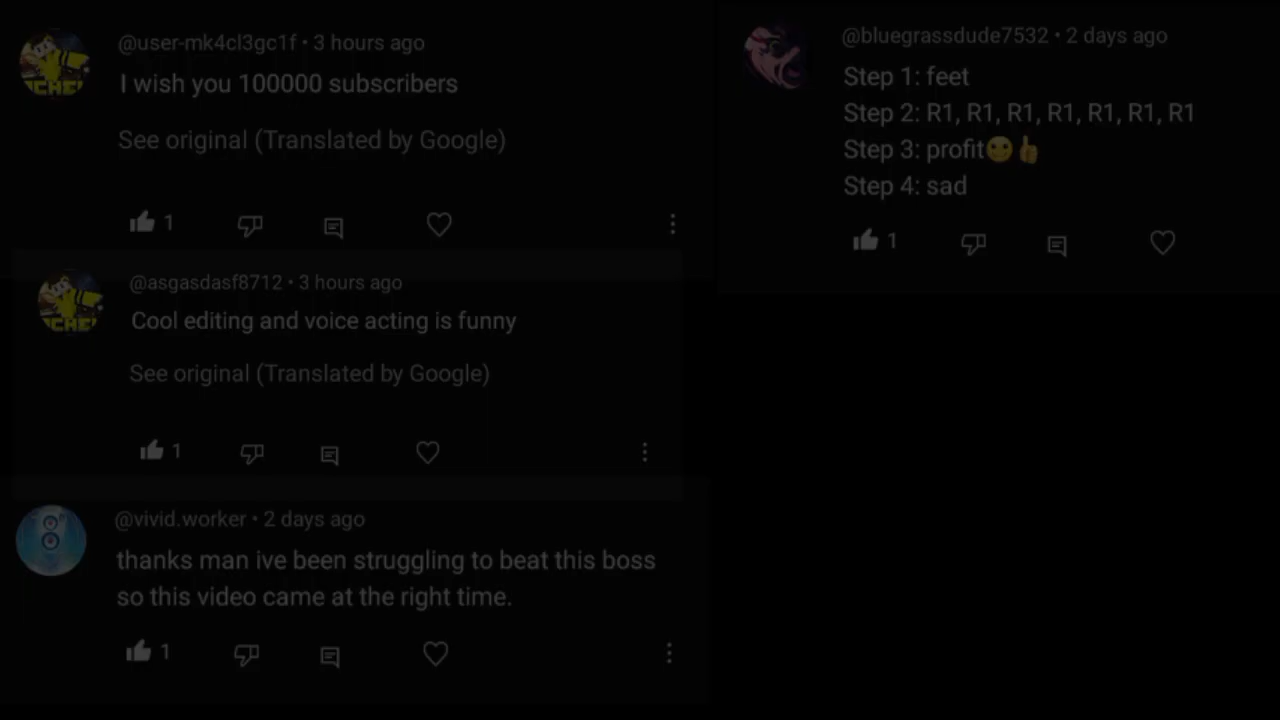 @user-mk4cl3gc1f • 3 hours ago
I wish you 100000 subscribers
See original (Translated by Google)
1
@asgasdasf8712 • 3 hours ago
Cool editing and voice acting is funny
See original (Translated by Google)
1
@vivid.worker • 2 days ago
thanks man ive been struggling to beat this boss
so this video came at the right time.
1
@bluegrassdude7532 • 2 days ago
Step 1: feet
Step 2: R1, R1, R1, R1, R1, R1, R1
Step 3: profit🙂👍
Step 4: sad
1